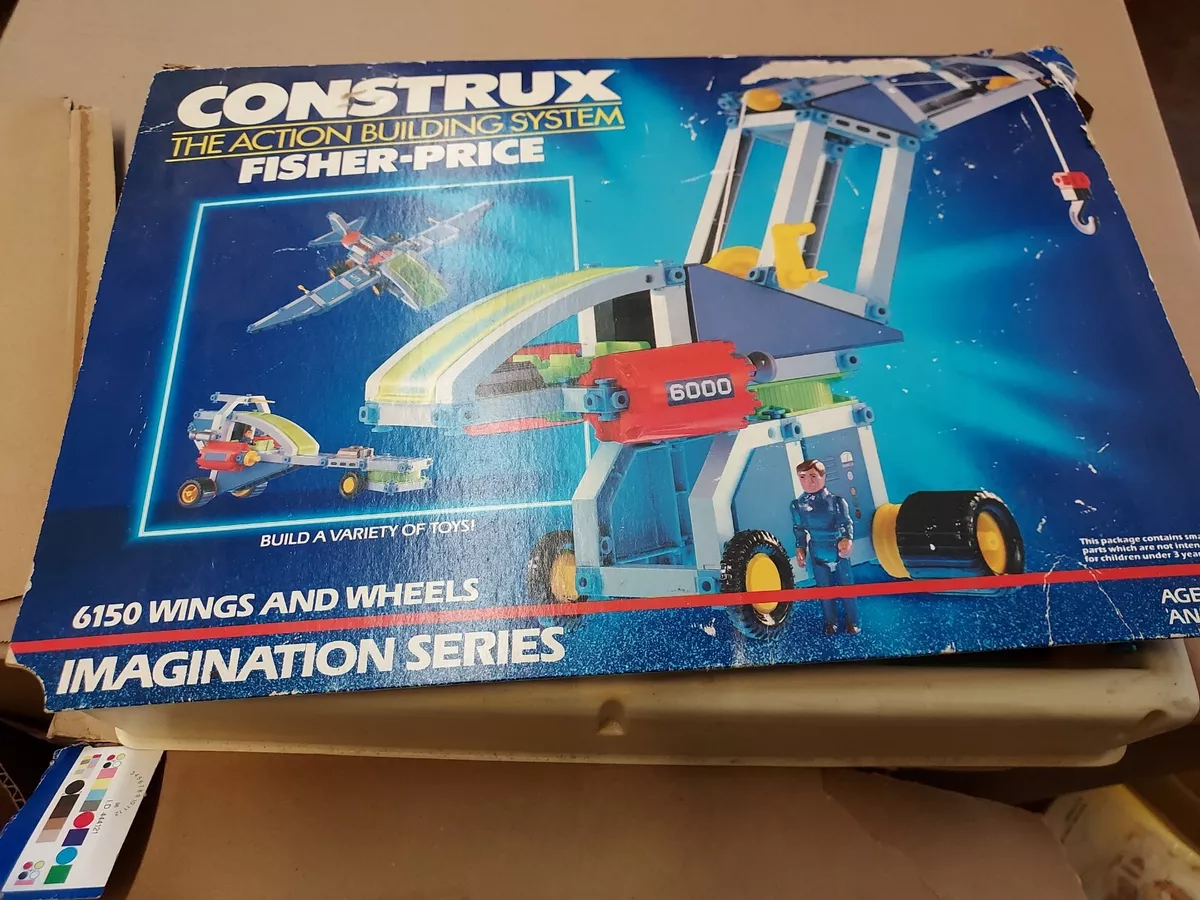 CONSTRUX
THE ACTION BUILDING SYSTEM
FISHER-PRICE
6000
BUILD A VARIETY OF TOYS!
This package contains sma
parts which are not inten
for children under 3 year
6150 WINGS AND WHEELS
AGE
AN
IMAGINATION SERIES
I.D 444121